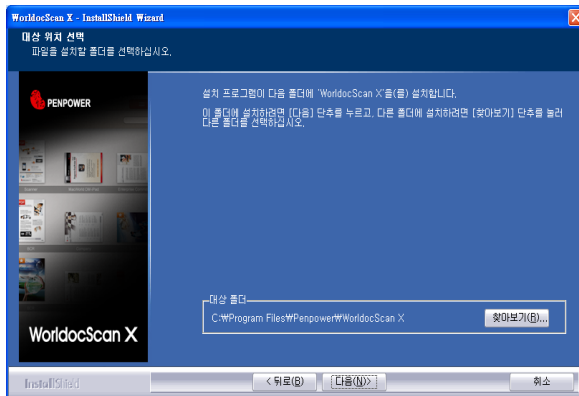 WorldocScan X - InstallShield Wizard
대상 위치 선택
파일을 설치할 폴더를 선택하십시오.
PENPOWER
설치 프로그램이 다음 폴더에 'WorldocScan X'을(를) 설치합니다.
이 폴더에 설치하려면 [다음] 단추를 누르고, 다른 폴더에 설치하려면 [찾아보기] 단추를 눌러
다른 폴더를 선택하십시오.
대상 폴더
C:₩Program Files₩Penpower₩WorldocScan X
찾아보기(R)...
WorldocScan X
InstallShield
< 뒤로(B)
다음(N)>
취소